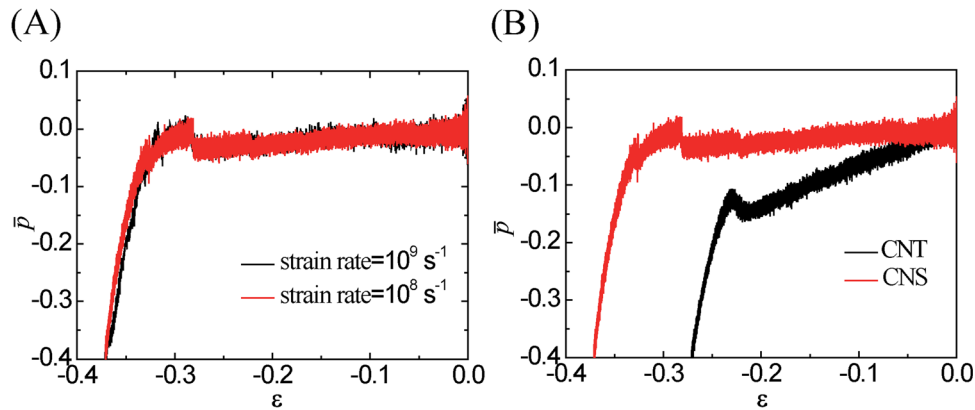 (A)
(B)
0.1
0.0
-0.1
-0.2
-0.3
-0.4
p̅
strain rate=10⁹ s⁻¹
strain rate=10⁸ s⁻¹
-0.4 -0.3 -0.2 -0.1 0.0
ε
0.1
0.0
-0.1
-0.2
-0.3
-0.4
p̅
CNT
CNS
-0.4 -0.3 -0.2 -0.1 0.0
ε